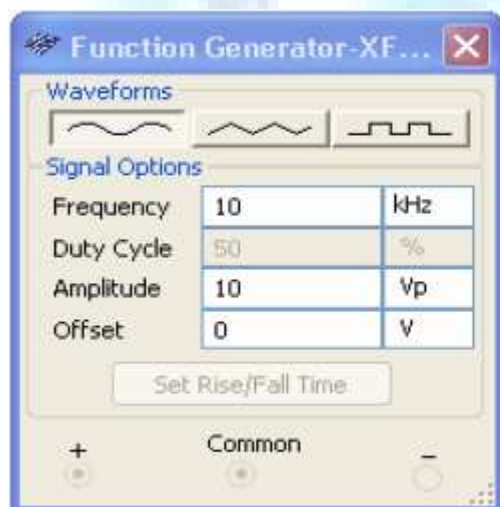 Function Generator-XF...
Waveforms
Signal Options
Frequency 10 kHz
Duty Cycle 50 %
Amplitude 10 Vp
Offset 0 V
Set Rise/Fall Time
+ Common −